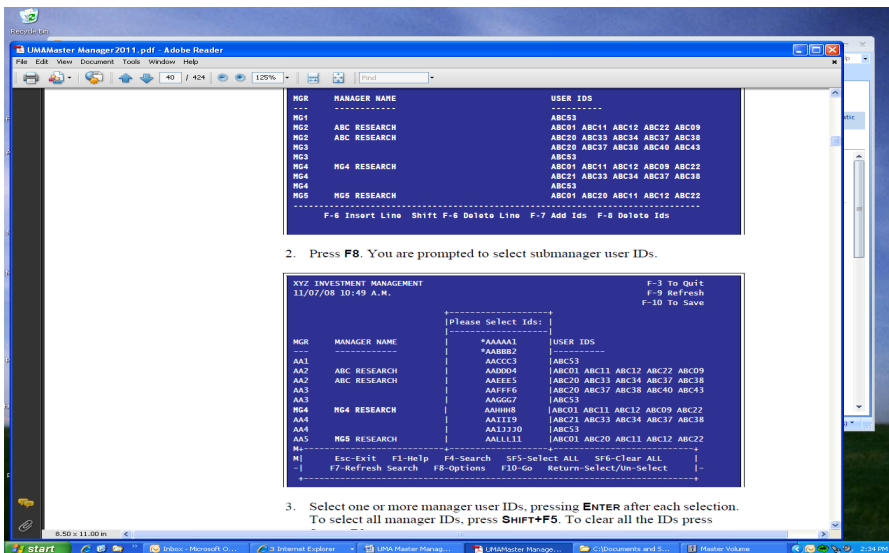 Recycle Bin
UMAMaster Manager2011.pdf - Adobe Reader
File Edit View Document Tools Window Help
40 / 424 125% Find
MGR MANAGER NAME USER IDS
--- ------------ ----------
MG1 ABC53
MG2 ABC RESEARCH ABC01 ABC11 ABC12 ABC22 ABC09
MG2 ABC RESEARCH ABC20 ABC33 ABC34 ABC37 ABC38
MG3 ABC20 ABC37 ABC38 ABC40 ABC43
MG3 ABC53
MG4 MG4 RESEARCH ABC01 ABC11 ABC12 ABC09 ABC22
MG4 ABC21 ABC33 ABC34 ABC37 ABC38
MG4 ABC53
MG5 MG5 RESEARCH ABC01 ABC20 ABC11 ABC12 ABC22
F-6 Insert Line Shift F-6 Delete Line F-7 Add Ids F-8 Delete Ids
2. Press F8. You are prompted to select submanager user IDs.
XYZ INVESTMENT MANAGEMENT F-3 To Quit
11/07/08 10:49 A.M. F-9 Refresh
F-10 To Save
|Please Select Ids: |
MGR MANAGER NAME | *AAAAA1 |USER IDS
--- ------------ | *AABBB2 |----------
AA1 | AACCC3 |ABC53
AA2 ABC RESEARCH | AADDD4 |ABC01 ABC11 ABC12 ABC22 ABC09
AA2 ABC RESEARCH | AAEEE5 |ABC20 ABC33 ABC34 ABC37 ABC38
AA3 | AAFFF6 |ABC20 ABC37 ABC38 ABC40 ABC43
AA3 | AAGGG7 |ABC53
MG4 MG4 RESEARCH | AAHHH8 |ABC01 ABC11 ABC12 ABC09 ABC22
AA4 | AAIII9 |ABC21 ABC33 ABC34 ABC37 ABC38
AA4 | AA1JJJ0 |ABC53
AA5 MG5 RESEARCH | AALLL11 |ABC01 ABC20 ABC11 ABC12 ABC22
M| Esc-Exit F1-Help F4-Search SF5-Select ALL SF6-Clear ALL |
-| F7-Refresh Search F8-Options F10-Go Return-Select/Un-Select |-
3. Select one or more manager user IDs, pressing ENTER after each selection.
To select all manager IDs, press SHIFT+F5. To clear all the IDs press
8.50 x 11.00 in
start Inbox - Microsoft O... 3 Internet Explorer UMA Master Manag... UMAMaster Manage... C:\Documents and S... Master Volume 2:34 PM